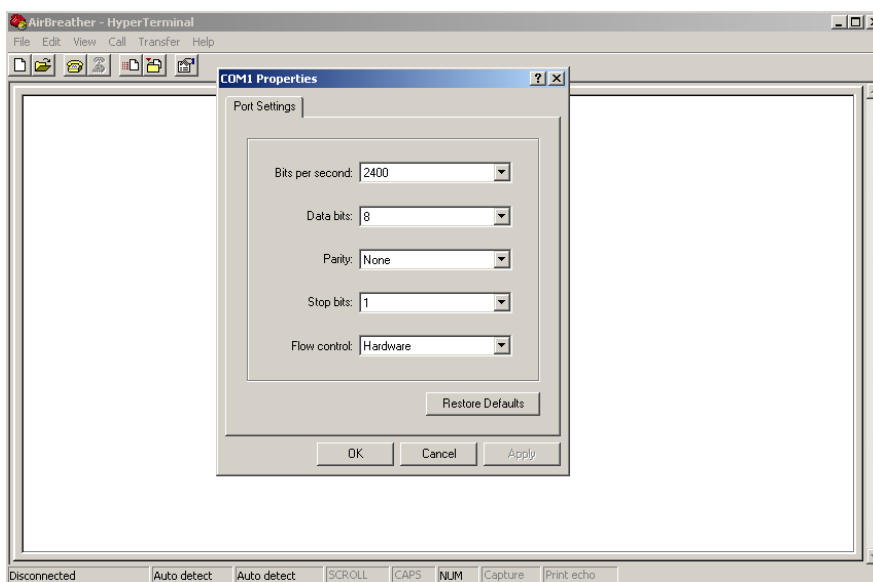 AirBreather - HyperTerminal
File Edit View Call Transfer Help
COM1 Properties
Port Settings
Bits per second: 2400
Data bits: 8
Parity: None
Stop bits: 1
Flow control: Hardware
Restore Defaults
OK Cancel Apply
Disconnected Auto detect Auto detect SCROLL CAPS NUM Capture Print echo